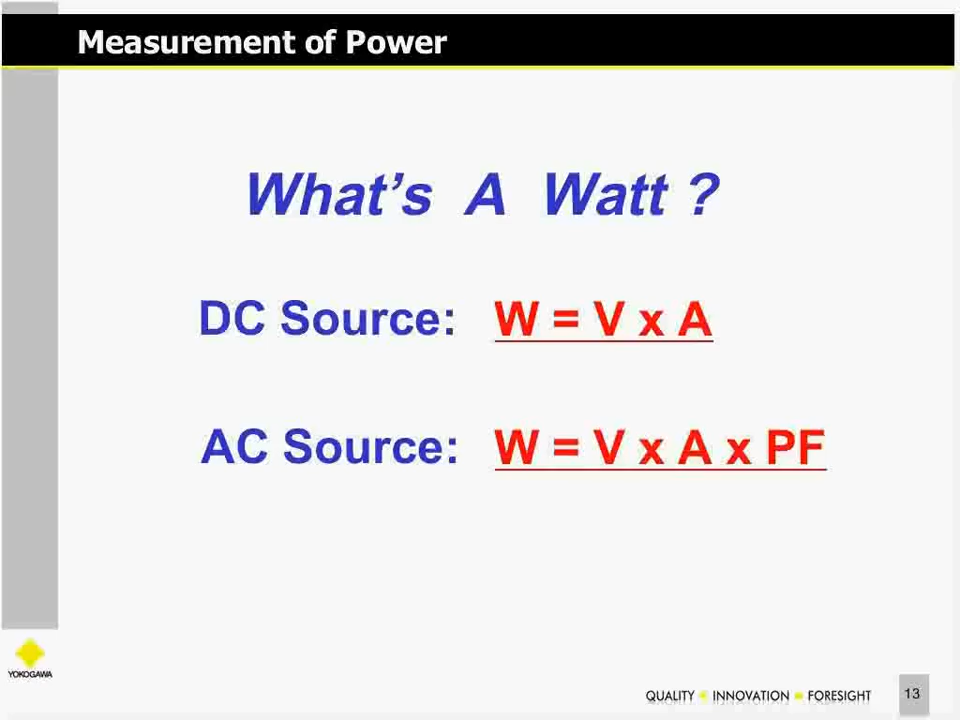 Measurement of Power
What's A Watt ?
DC Source: W = V x A
AC Source: W = V x A x PF
YOKOGAWA
QUALITY INNOVATION FORESIGHT
13